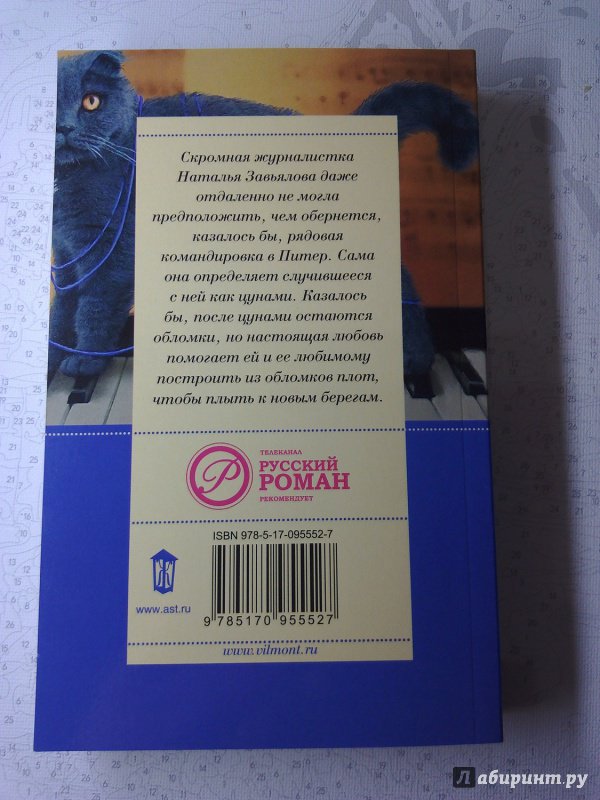 Скромная журналистка
Наталья Завьялова даже
отдаленно не могла
предположить, чем обернется,
казалось бы, рядовая
командировка в Питер. Сама
она определяет случившееся
с ней как цунами. Казалось
бы, после цунами остаются
обломки, но настоящая любовь
помогает ей и ее любимому
построить из обломков плот,
чтобы плыть к новым берегам.
ТЕЛЕКАНАЛ
РУССКИЙ
РОМАН
РЕКОМЕНДУЕТ
ISBN 978-5-17-095552-7
www.ast.ru
9 785170 955527
www.vilmont.ru
Лабиринт.ру